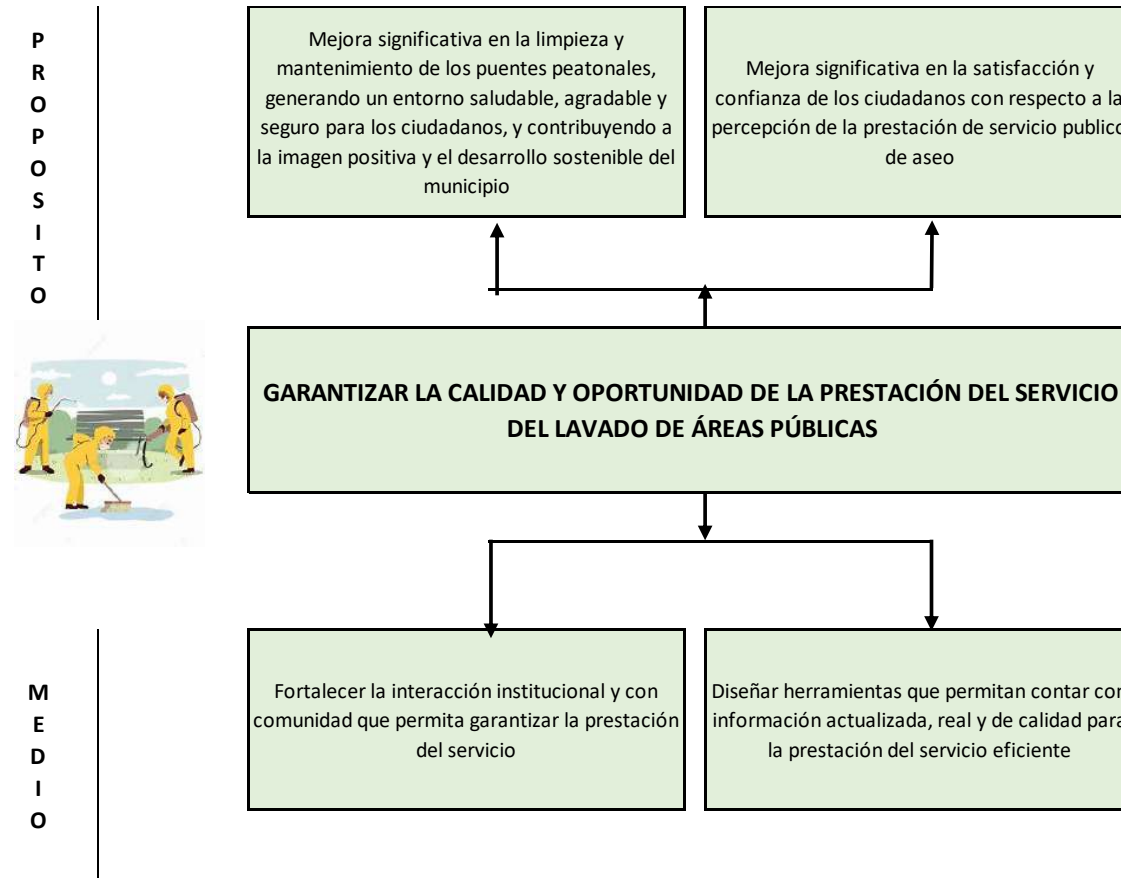 PROPOSITO
Mejora significativa en la limpieza y
mantenimiento de los puentes peatonales,
generando un entorno saludable, agradable y
seguro para los ciudadanos, y contribuyendo a
la imagen positiva y el desarrollo sostenible del
municipio
Mejora significativa en la satisfacción y
confianza de los ciudadanos con respecto a la
percepción de la prestación de servicio publico
de aseo
GARANTIZAR LA CALIDAD Y OPORTUNIDAD DE LA PRESTACIÓN DEL SERVICIO
DEL LAVADO DE ÁREAS PÚBLICAS
MEDIO
Fortalecer la interacción institucional y con
comunidad que permita garantizar la prestación
del servicio
Diseñar herramientas que permitan contar con
información actualizada, real y de calidad para
la prestación del servicio eficiente